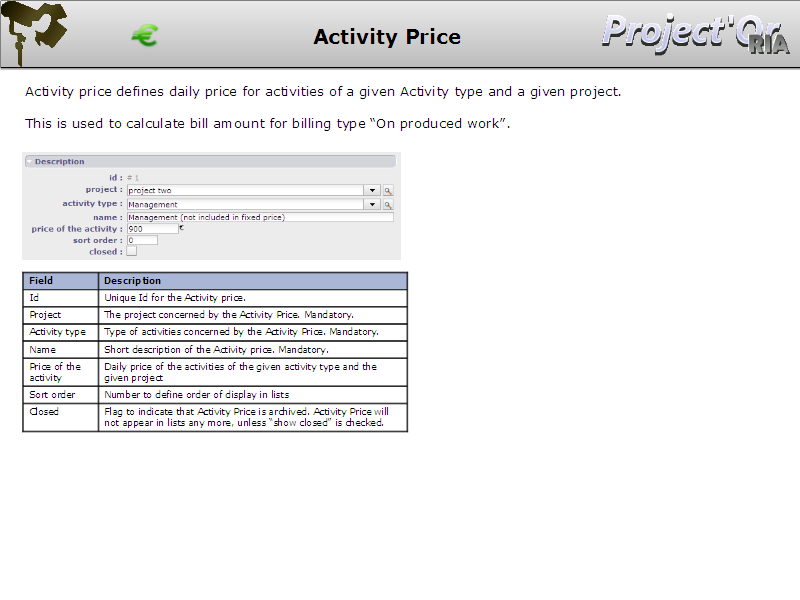 Activity Price
Project'Or
RIA
Activity price defines daily price for activities of a given Activity type and a given project.
This is used to calculate bill amount for billing type “On produced work”.
Description
id : # 1
project : project two
activity type : Management
name : Management (not included in fixed price)
price of the activity : 900 €
sort order : 0
closed :
Field Description
Id Unique Id for the Activity price.
Project The project concerned by the Activity Price. Mandatory.
Activity type Type of activities concerned by the Activity Price. Mandatory.
Name Short description of the Activity price. Mandatory.
Price of the Daily price of the activities of the given activity type and the
activity given project
Sort order Number to define order of display in lists
Closed Flag to indicate that Activity Price is archived. Activity Price will
not appear in lists any more, unless “show closed” is checked.